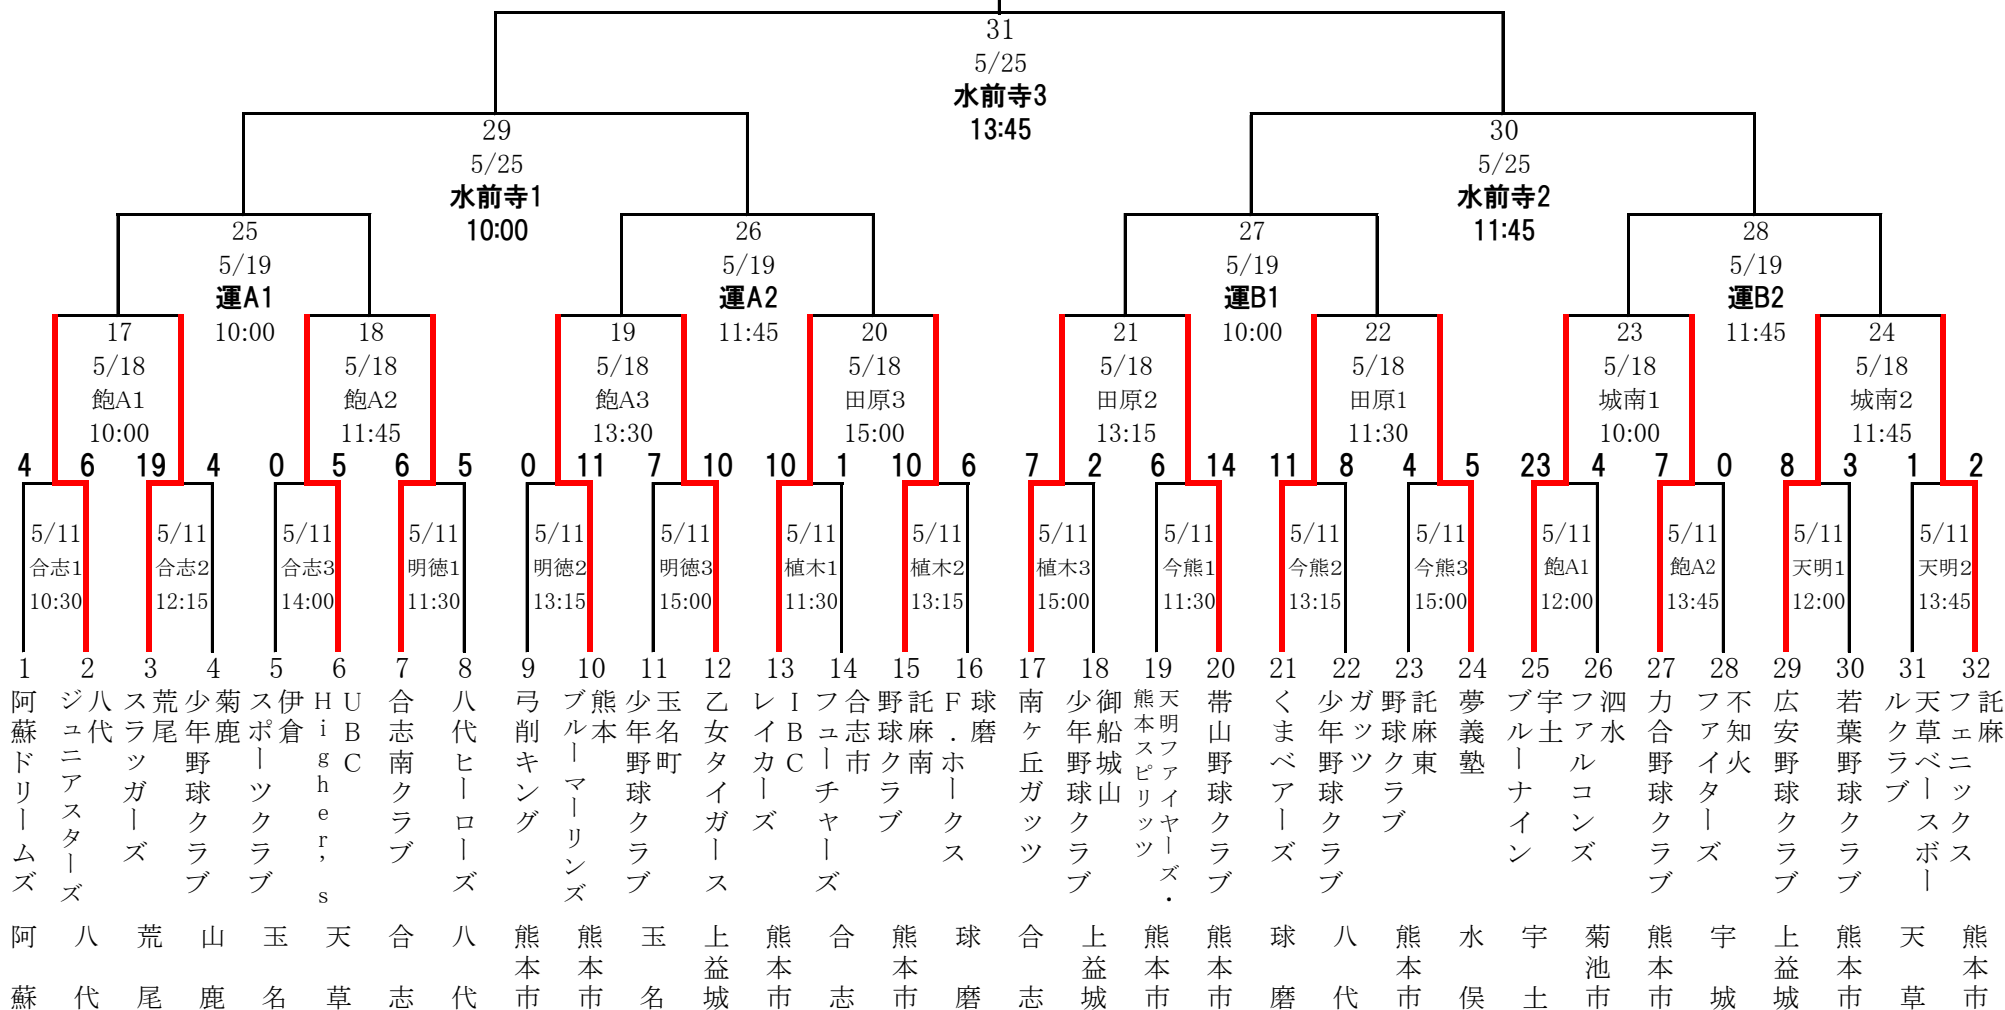 31
5/25
水前寺3
13:45
29
5/25
水前寺1
10:00
30
5/25
水前寺2
11:45
25
5/19
運A1
10:00
26
5/19
運A2
11:45
27
5/19
運B1
10:00
28
5/19
運B2
11:45
17
5/18
飽A1
10:00
18
5/18
飽A2
11:45
19
5/18
飽A3
13:30
20
5/18
田原3
15:00
21
5/18
田原2
13:15
22
5/18
田原1
11:30
23
5/18
城南1
10:00
24
5/18
城南2
11:45
4 6 19 4 0 5 6 5 0 11 7 10 10 1 10 6 7 2 6 14 11 8 4 5 23 4 7 0 8 3 1 2
5/11
合志1
10:30
5/11
合志2
12:15
5/11
合志3
14:00
5/11
明徳1
11:30
5/11
明徳2
13:15
5/11
明徳3
15:00
5/11
植木1
11:30
5/11
植木2
13:15
5/11
植木3
15:00
5/11
今熊1
11:30
5/11
今熊2
13:15
5/11
今熊3
15:00
5/11
飽A1
12:00
5/11
飽A2
13:45
5/11
天明1
12:00
5/11
天明2
13:45
1 2 3 4 5 6 7 8 9 10 11 12 13 14 15 16 17 18 19 20 21 22 23 24 25 26 27 28 29 30 31 32
阿蘇ドリームズ
八代
ジュニアスターズ
荒尾
スラッガーズ
菊鹿
少年野球クラブ
伊倉
スポーツクラブ
UBC
Higher’s
合志南クラブ
八代ヒーローズ
弓削キング
熊本
ブルーマーリンズ
玉名町
少年野球クラブ
乙女タイガース
IBC
レイカーズ
合志市
フューチャーズ
託麻南
野球クラブ
球磨
F．ホークス
南ヶ丘ガッツ
御船城山
少年野球クラブ
天明ファイヤーズ・
熊本スピリッツ
帯山野球クラブ
くまベアーズ
ガッツ
少年野球クラブ
託麻東
野球クラブ
夢義塾
宇土
ブルーナイン
泗水
ファルコンズ
力合野球クラブ
不知火
ファイターズ
広安野球クラブ
若葉野球クラブ
天草ベースボー
ルクラブ
託麻
フェニックス
阿蘇
八代
荒尾
山鹿
玉名
天草
合志
八代
熊本市
熊本市
玉名
上益城
熊本市
合志
熊本市
球磨
合志
上益城
熊本市
熊本市
球磨
八代
熊本市
水俣
宇土
菊池市
熊本市
宇城
上益城
熊本市
天草
熊本市